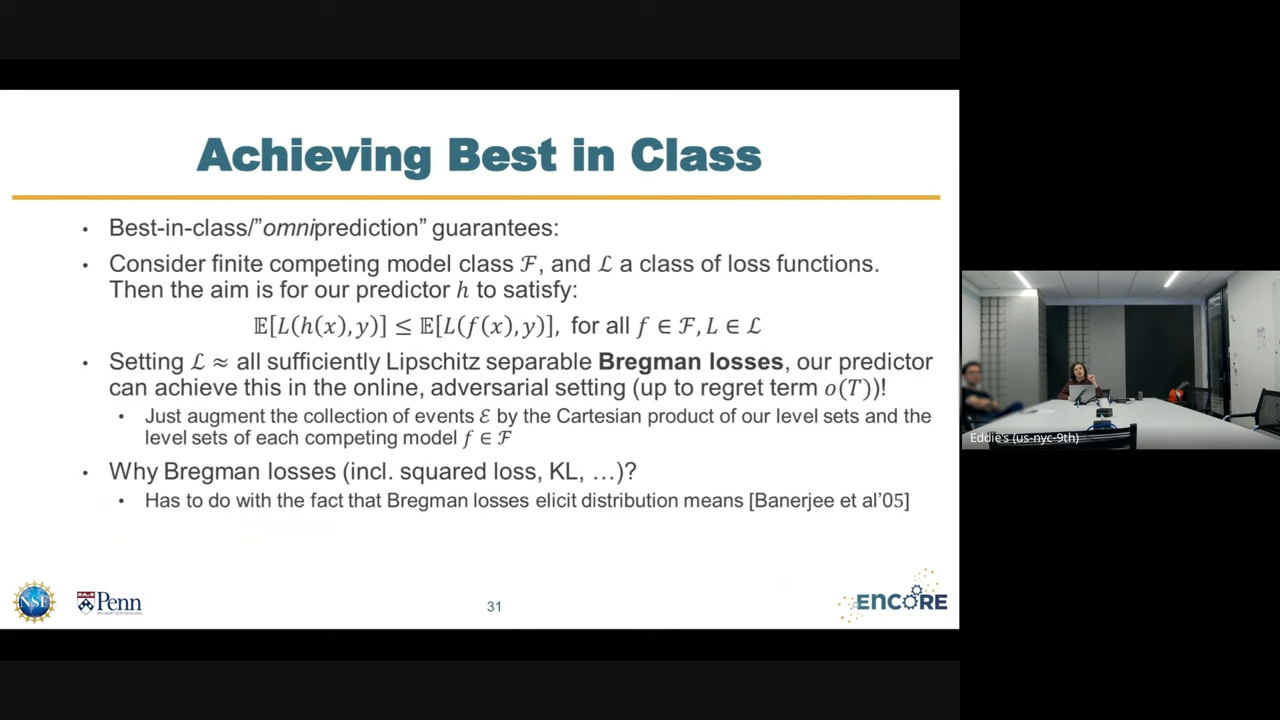 Achieving Best in Class
• Best-in-class/”omniprediction” guarantees:
• Consider finite competing model class ℱ, and ℒ a class of loss functions.
Then the aim is for our predictor ℎ to satisfy:
𝔼[𝐿(ℎ(𝑥), 𝑦)] ≤ 𝔼[𝐿(𝑓(𝑥), 𝑦)], for all 𝑓 ∈ ℱ, 𝐿 ∈ ℒ
• Setting ℒ ≈ all sufficiently Lipschitz separable Bregman losses, our predictor
can achieve this in the online, adversarial setting (up to regret term 𝑜(𝑇))!
• Just augment the collection of events ℰ by the Cartesian product of our level sets and the
level sets of each competing model 𝑓 ∈ ℱ
• Why Bregman losses (incl. squared loss, KL, …)?
• Has to do with the fact that Bregman losses elicit distribution means [Banerjee et al’05]
NSF
Penn
31
ENCORE
Eddie's (us-nyc-9th)